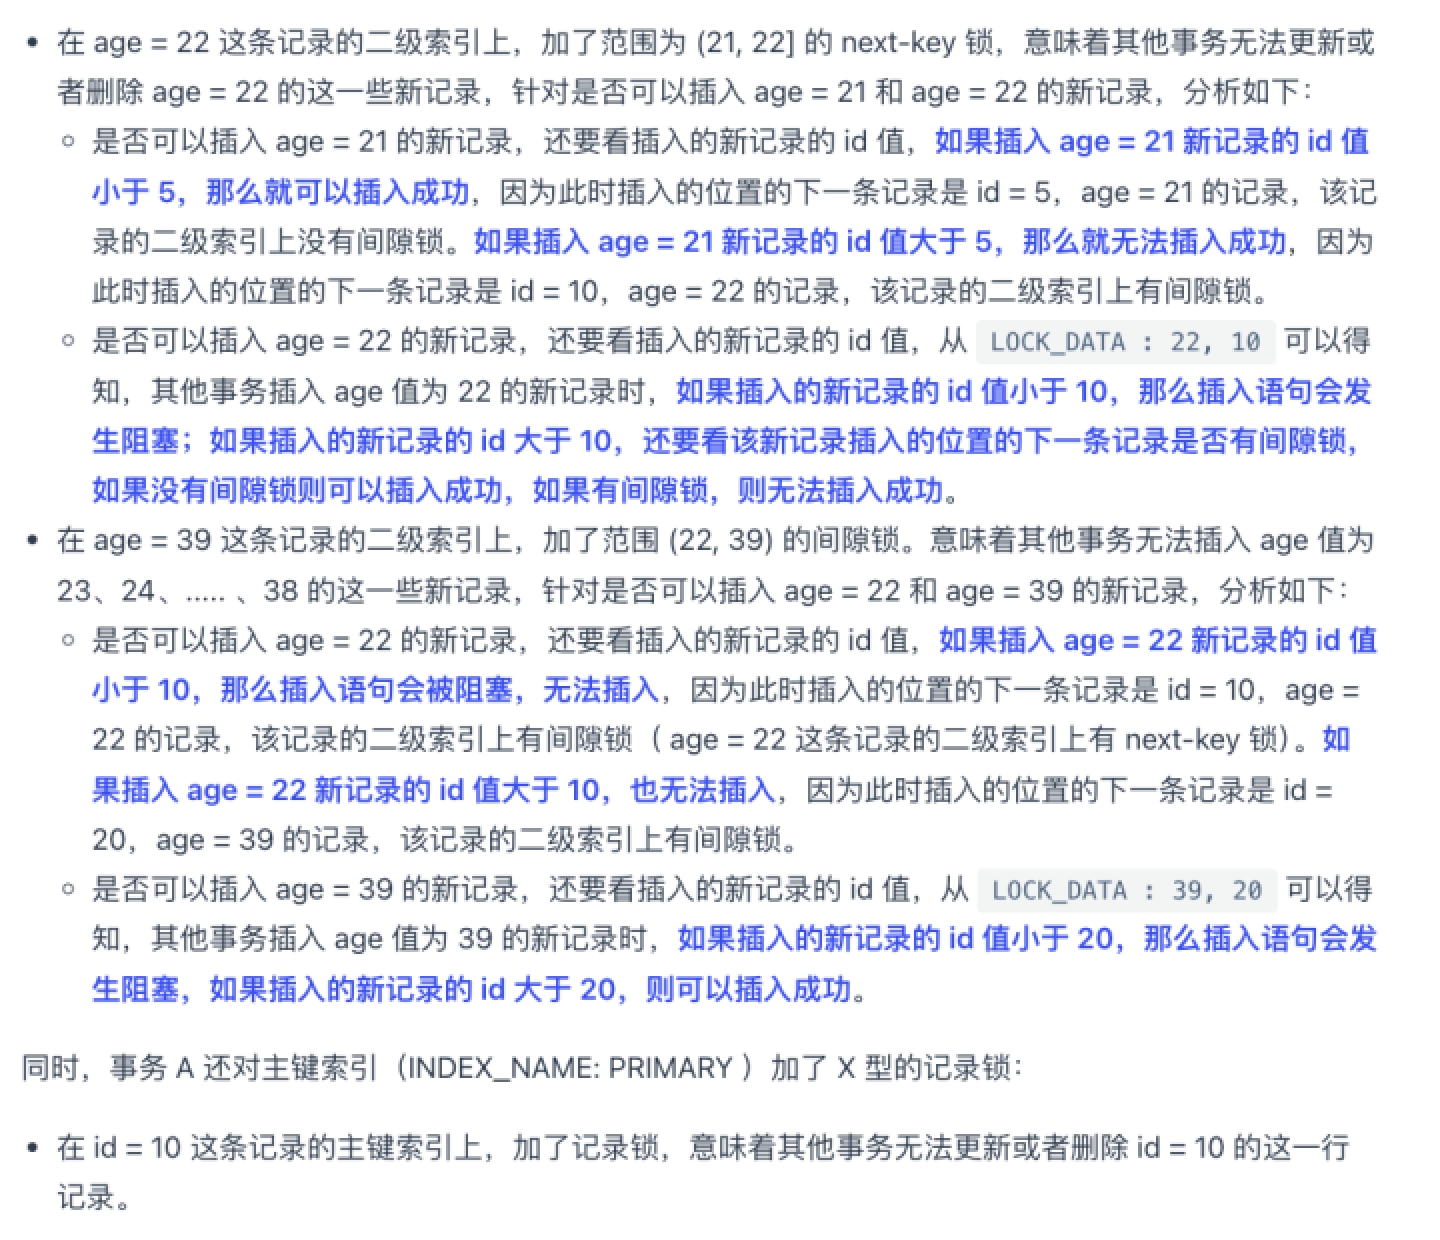 在 age = 22 这条记录的二级索引上，加了范围为 (21, 22] 的 next-key 锁，意味着其他事务无法更新或
者删除 age = 22 的这一些新记录，针对是否可以插入 age = 21 和 age = 22 的新记录，分析如下：
是否可以插入 age = 21 的新记录，还要看插入的新记录的 id 值，如果插入 age = 21 新记录的 id 值
小于 5，那么就可以插入成功，因为此时插入的位置的下一条记录是 id = 5，age = 21 的记录，该记
录的二级索引上没有间隙锁。如果插入 age = 21 新记录的 id 值大于 5，那么就无法插入成功，因为
此时插入的位置的下一条记录是 id = 10，age = 22 的记录，该记录的二级索引上有间隙锁。
是否可以插入 age = 22 的新记录，还要看插入的新记录的 id 值，从 LOCK_DATA : 22, 10 可以得
知，其他事务插入 age 值为 22 的新记录时，如果插入的新记录的 id 值小于 10，那么插入语句会发
生阻塞；如果插入的新记录的 id 大于 10，还要看该新记录插入的位置的下一条记录是否有间隙锁，
如果没有间隙锁则可以插入成功，如果有间隙锁，则无法插入成功。
在 age = 39 这条记录的二级索引上，加了范围 (22, 39) 的间隙锁。意味着其他事务无法插入 age 值为
23、24、..... 、38 的这一些新记录，针对是否可以插入 age = 22 和 age = 39 的新记录，分析如下：
是否可以插入 age = 22 的新记录，还要看插入的新记录的 id 值，如果插入 age = 22 新记录的 id 值
小于 10，那么插入语句会被阻塞，无法插入，因为此时插入的位置的下一条记录是 id = 10，age =
22 的记录，该记录的二级索引上有间隙锁（ age = 22 这条记录的二级索引上有 next-key 锁）。如
果插入 age = 22 新记录的 id 值大于 10，也无法插入，因为此时插入的位置的下一条记录是 id =
20，age = 39 的记录，该记录的二级索引上有间隙锁。
是否可以插入 age = 39 的新记录，还要看插入的新记录的 id 值，从 LOCK_DATA : 39, 20 可以得
知，其他事务插入 age 值为 39 的新记录时，如果插入的新记录的 id 值小于 20，那么插入语句会发
生阻塞，如果插入的新记录的 id 大于 20，则可以插入成功。
同时，事务 A 还对主键索引（INDEX_NAME: PRIMARY ）加了 X 型的记录锁：
在 id = 10 这条记录的主键索引上，加了记录锁，意味着其他事务无法更新或者删除 id = 10 的这一行
记录。